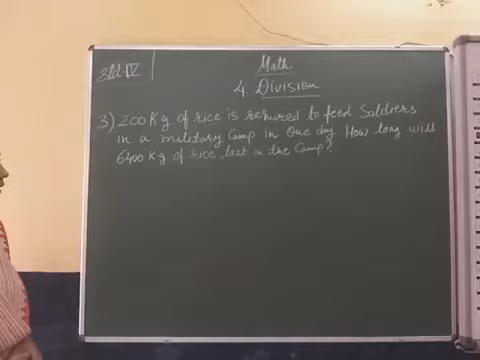 Std-IV
Math
4. Division
3) 200 Kg of rice is requred to feed Soldiers
in a military Camp in One day How long will
6400 Kg of rice last in the Camp?